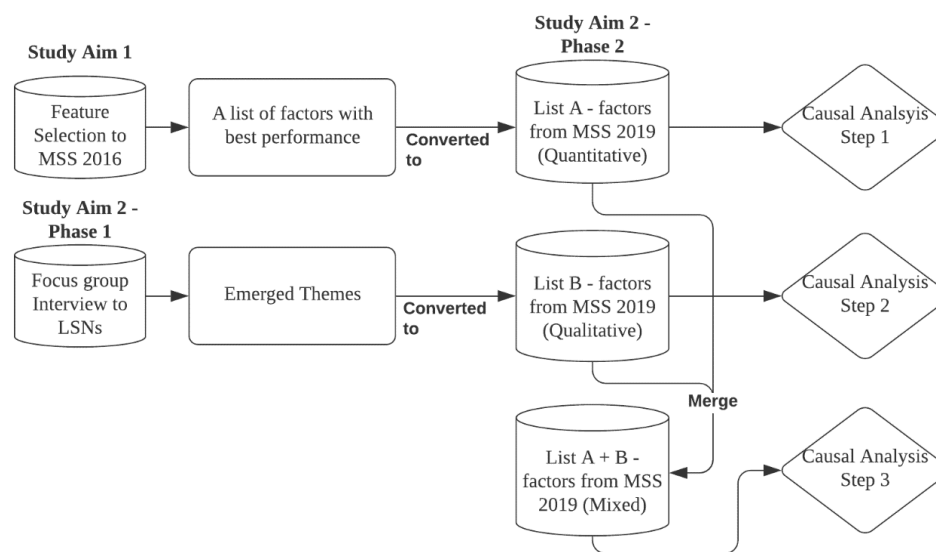 Study Aim 1
Feature
Selection to
MSS 2016
A list of factors with
best performance
Converted
to
Study Aim 2 -
Phase 2
List A - factors
from MSS 2019
(Quantitative)
Causal Analsyis
Step 1
Study Aim 2 -
Phase 1
Focus group
Interview to
LSNs
Emerged Themes
Converted
to
List B - factors
from MSS 2019
(Qualitative)
Causal Analysis
Step 2
Merge
List A + B -
factors from MSS
2019 (Mixed)
Causal Analysis
Step 3